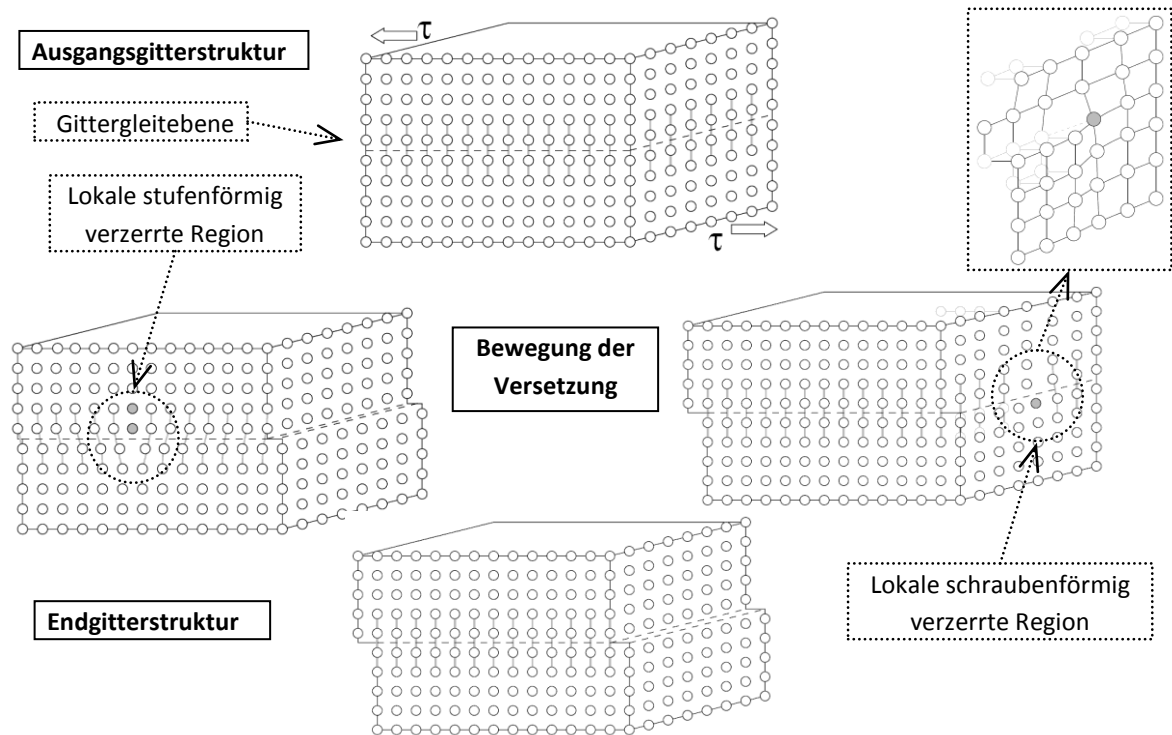 τ
Ausgangsgitterstruktur
Gittergleitebene
Lokale stufenförmig
verzerrte Region
τ
Bewegung der
Versetzung
Endgitterstruktur
Lokale schraubenförmig
verzerrte Region